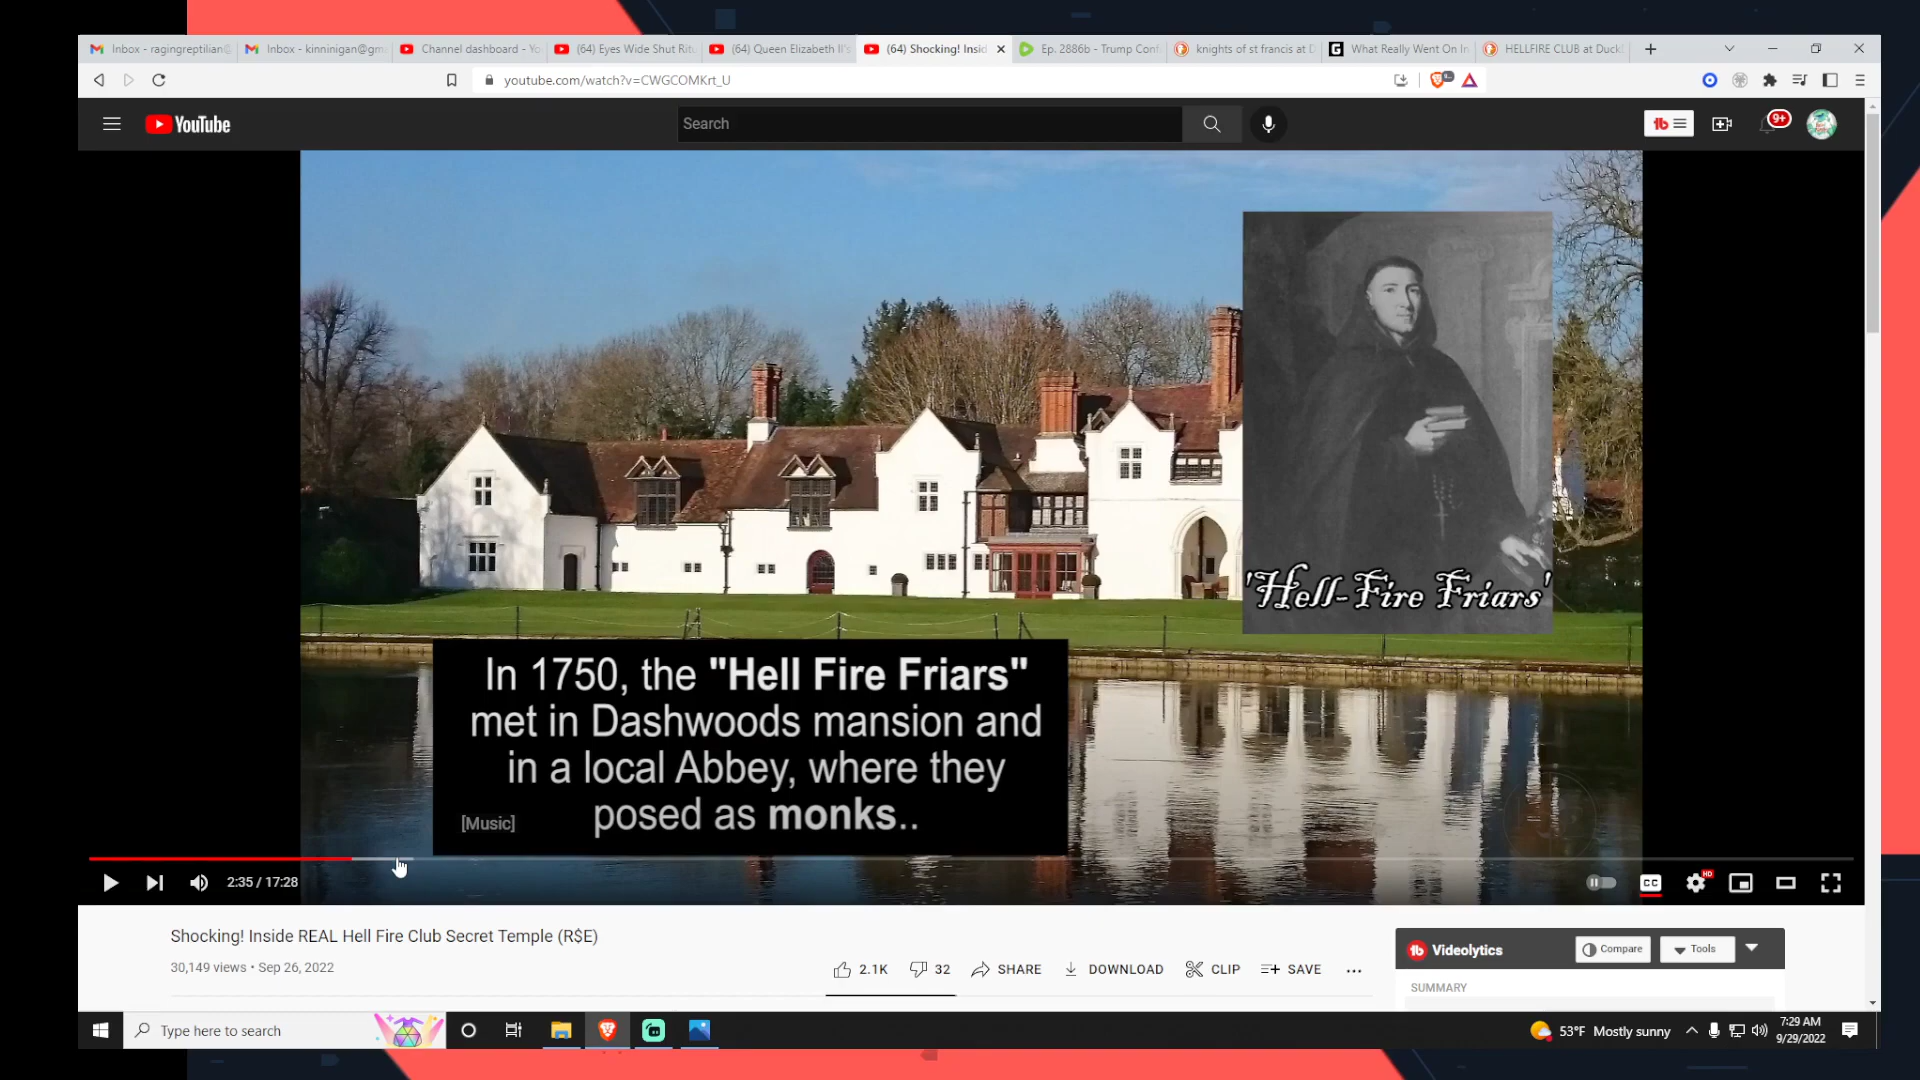 Inbox - ragingreptilian@
Inbox - kinninigan@gm
Channel dashboard - Yo
(64) Eyes Wide Shut Ritu
(64) Queen Elizabeth II's
(64) Shocking! Insid
Ep. 2886b - Trump Conf
knights of st francis at D
What Really Went On In
HELLFIRE CLUB at Duck
youtube.com/watch?v=CWGCOMKrt_U
YouTube
Search
9+
'Hell-Fire Friars'
In 1750, the "Hell Fire Friars"
met in Dashwoods mansion and
in a local Abbey, where they
posed as monks..
[Music]
2:35 / 17:28
CC
HD
Shocking! Inside REAL Hell Fire Club Secret Temple (R$E)
30,149 views • Sep 26, 2022
2.1K
32
SHARE
DOWNLOAD
CLIP
SAVE
Videolytics
Compare
Tools
SUMMARY
Type here to search
53°F Mostly sunny
7:29 AM
9/29/2022